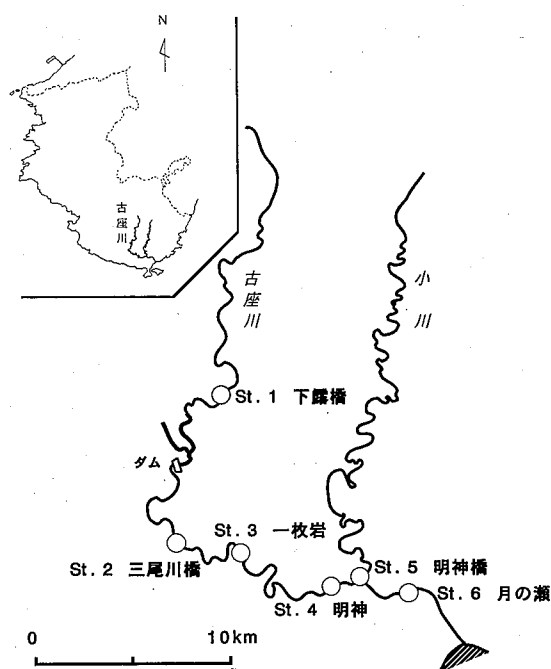 N
古座川
古座川
小川
St. 1 下露橋
ダム
St. 3 一枚岩
St. 2 三尾川橋
St. 5 明神橋
St. 4 明神
St. 6 月の瀬
0 10km